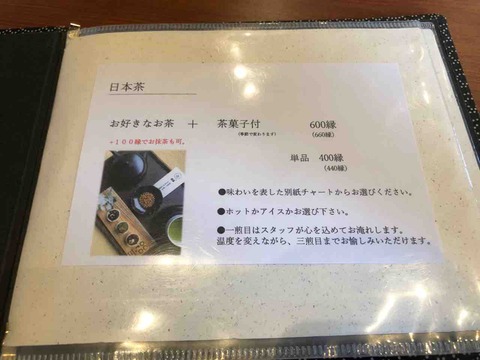 日本茶
お好きなお茶 ＋ 茶菓子付 600縁
(季節で変わります) (660縁)
+１００縁でお抹茶も可。
単品 400縁
(440縁)
●味わいを表した別紙チャートからお選びください。
●ホットかアイスかお選び下さい。
●一煎目はスタッフが心を込めてお淹れします。
温度を変えながら、三煎目までお愉しみいただけます。